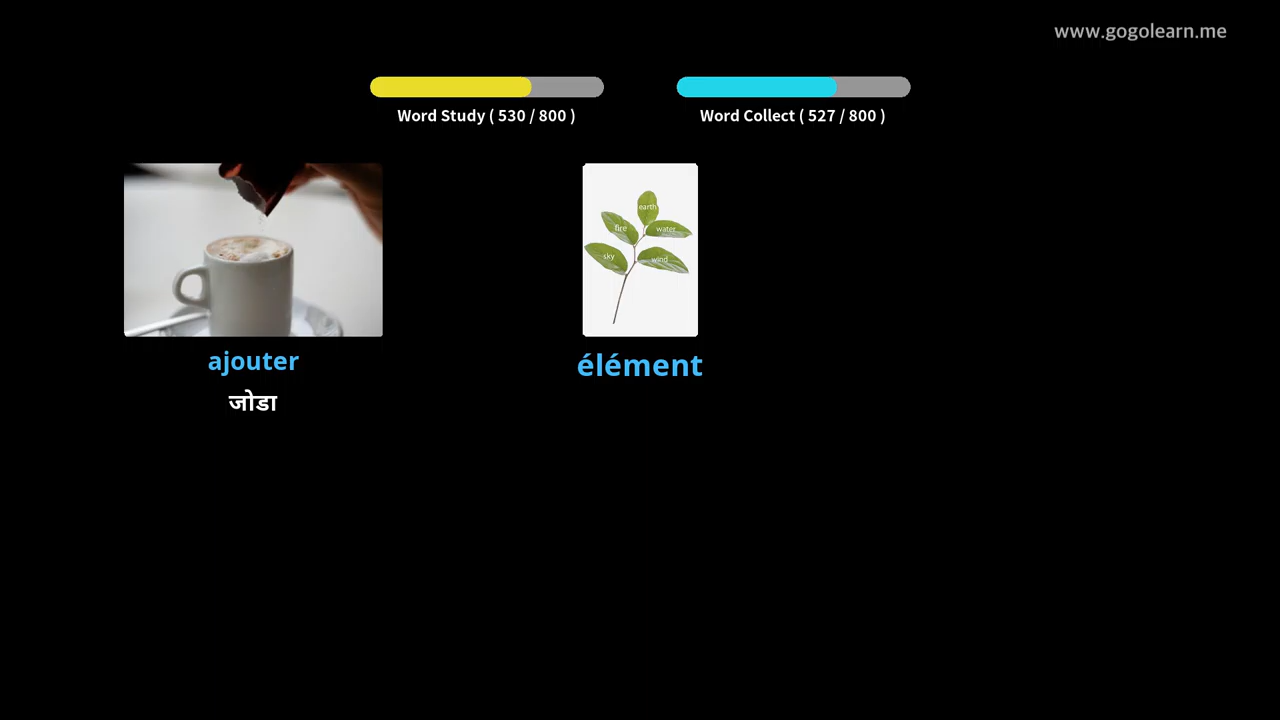 www.gogolearn.me
Word Study ( 530 / 800 )
Word Collect ( 527 / 800 )
earth
fire
water
sky
wind
ajouter
élément
जोडा